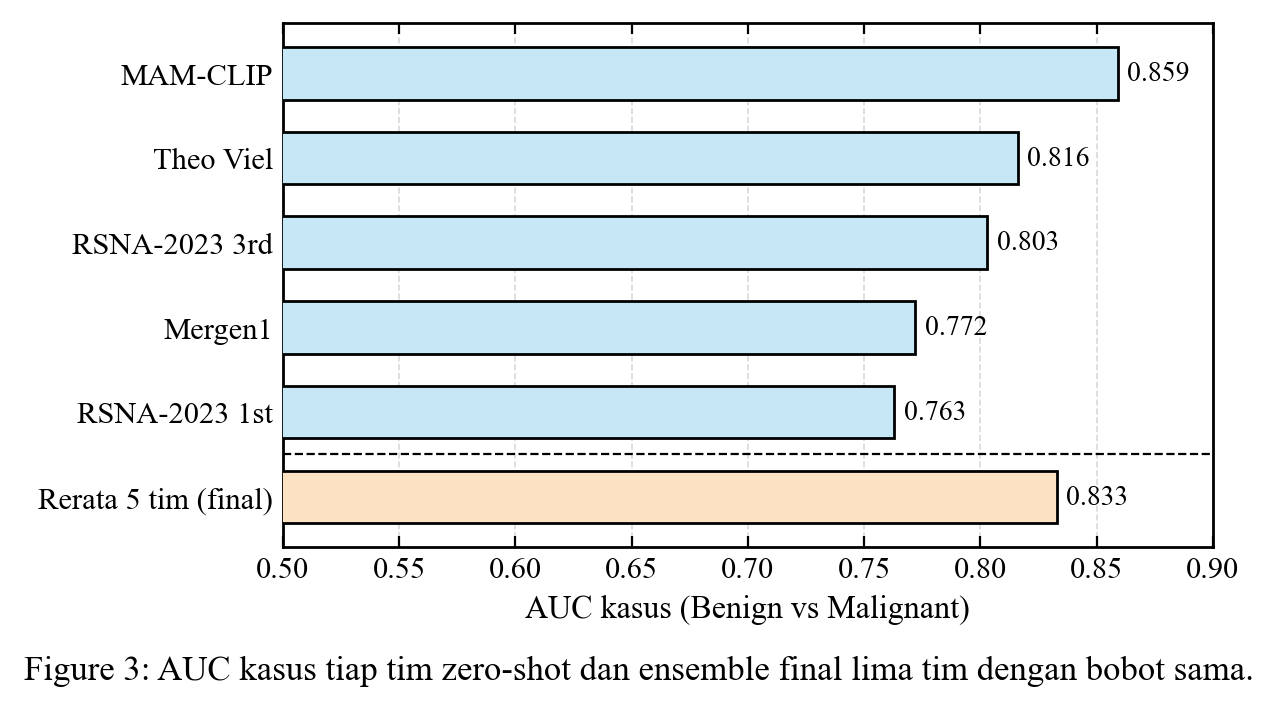 MAM-CLIP 0.859
Theo Viel 0.816
RSNA-2023 3rd 0.803
Mergen1 0.772
RSNA-2023 1st 0.763
Rerata 5 tim (final) 0.833
0.50 0.55 0.60 0.65 0.70 0.75 0.80 0.85 0.90
AUC kasus (Benign vs Malignant)
Figure 3: AUC kasus tiap tim zero-shot dan ensemble final lima tim dengan bobot sama.